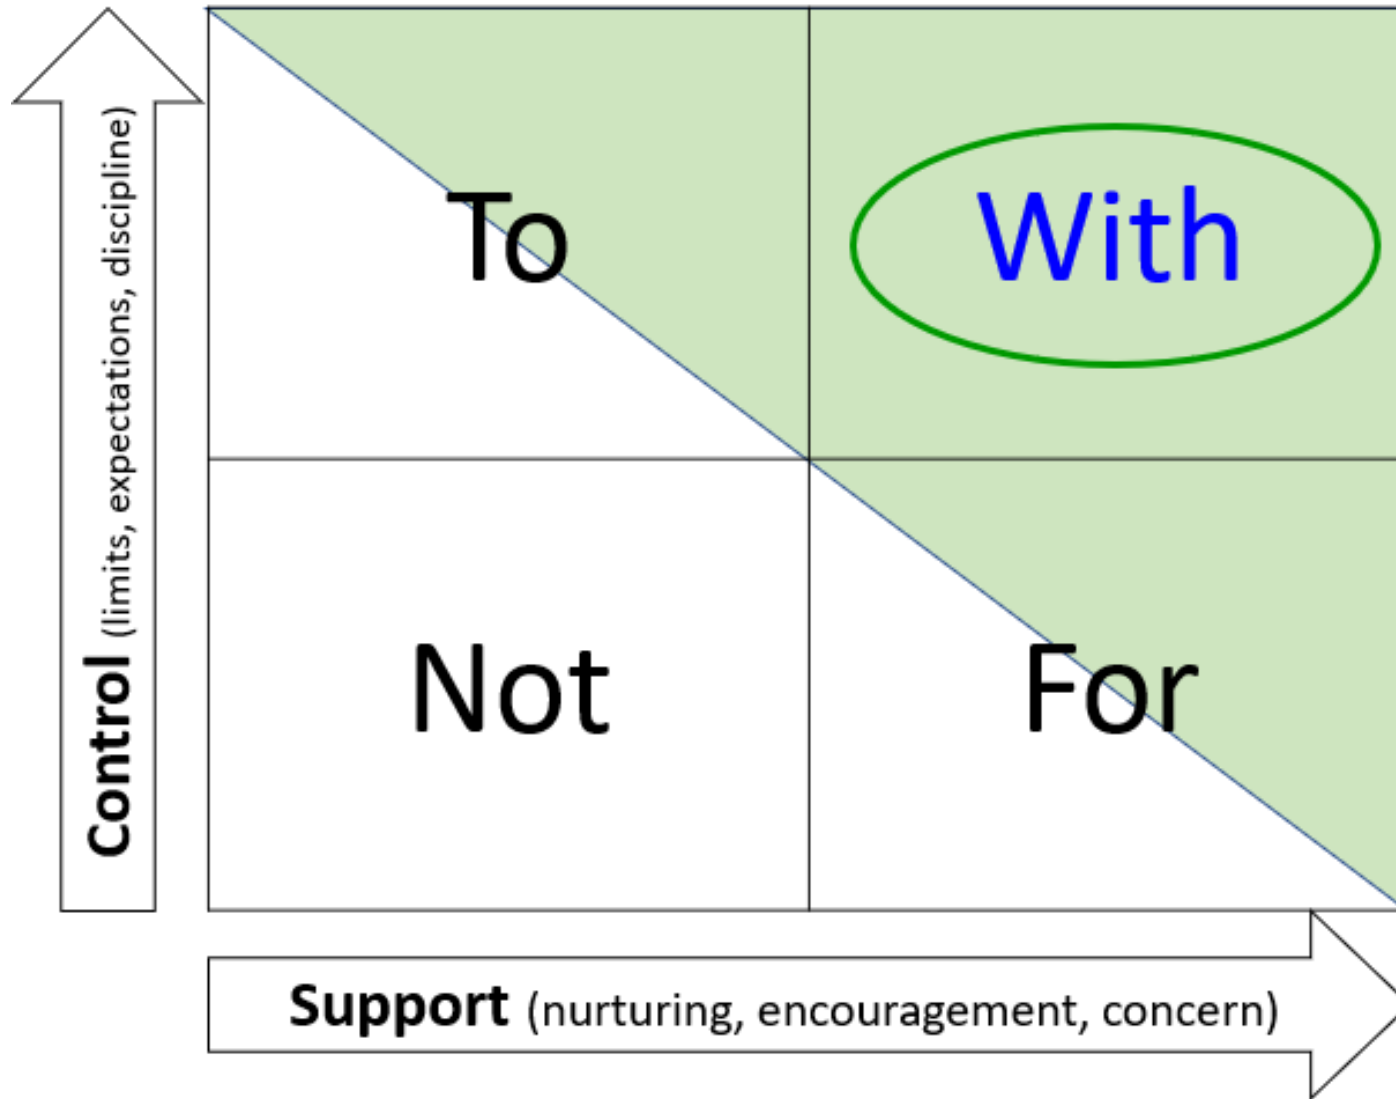 Control (limits, expectations, discipline)
To
With
Not
For
Support (nurturing, encouragement, concern)